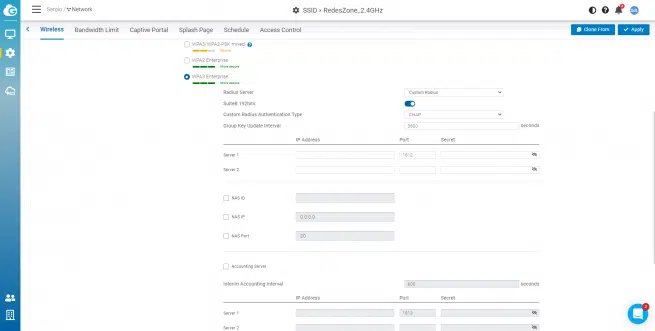 Sergio / Network
SSID › RedesZone_2.4GHz
Wireless
Bandwidth Limit
Captive Portal
Splash Page
Schedule
Access Control
Clone From
Apply
WPA3/WPA2-PSK mixed
WPA2 Enterprise
WPA3 Enterprise
Radius Server
Custom Radius
SuiteB 192bits
Custom Radius Authentication Type
CHAP
Group Key Update Interval
3600
seconds
IP Address
Port
Secret
Server 1
1812
Server 2
NAS ID
NAS IP
0.0.0.0
NAS Port
Accounting Server
Interim Accounting Interval
600
seconds
IP Address
Port
Secret
Server 1
1813
Server 2